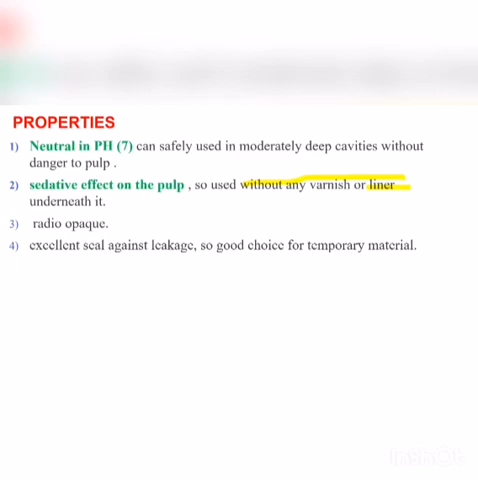 PROPERTIES
1) Neutral in PH (7) can safely used in moderately deep cavities without
danger to pulp .
2) sedative effect on the pulp , so used without any varnish or liner
underneath it.
3) radio opaque.
4) excellent seal against leakage, so good choice for temporary material.